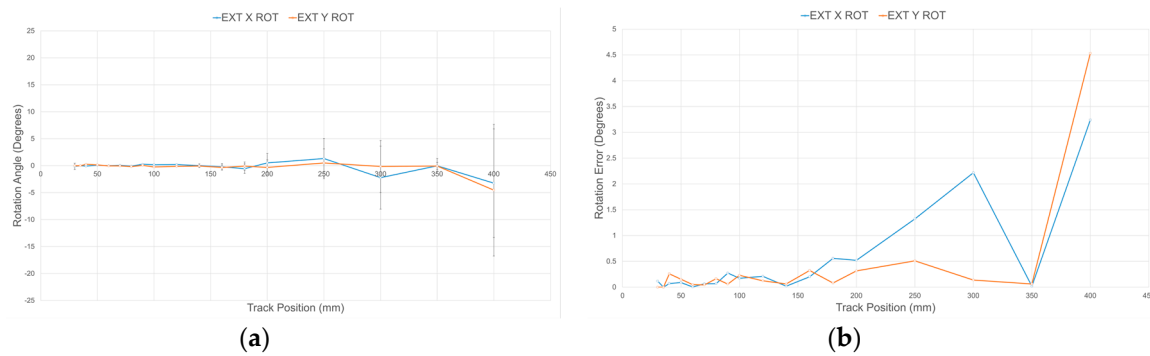 EXT X ROT EXT Y ROT
25
20
15
10
5
0
-5
-10
-15
-20
-25
0 50 100 150 200 250 300 350 400 450
Rotation Angle (Degrees)
Track Position (mm)
(a)
EXT X ROT EXT Y ROT
5
4.5
4
3.5
3
2.5
2
1.5
1
0.5
0
0 50 100 150 200 250 300 350 400 45
Rotation Error (Degrees)
Track Position (mm)
(b)